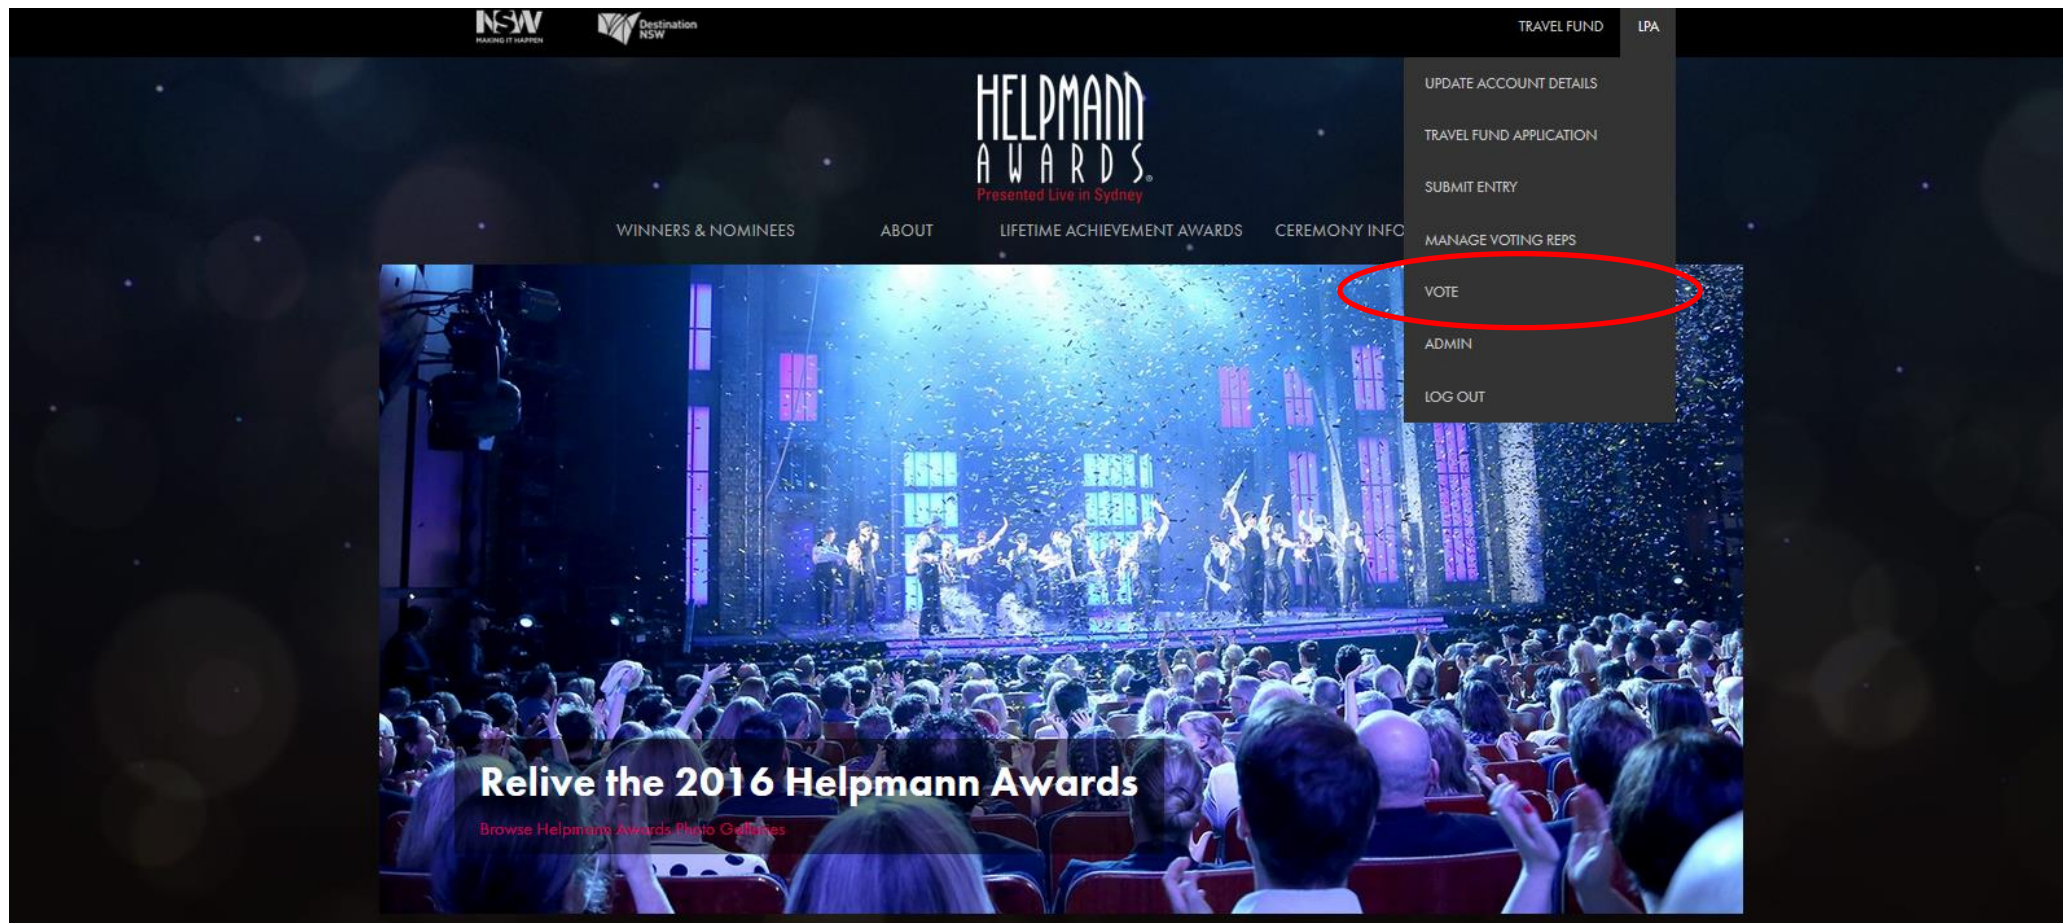 NSW
MAKING IT HAPPEN
Destination
NSW
TRAVEL FUND
LPA
HELPMANN
AWARDS®
Presented Live in Sydney
UPDATE ACCOUNT DETAILS
TRAVEL FUND APPLICATION
SUBMIT ENTRY
MANAGE VOTING REPS
VOTE
ADMIN
LOG OUT
WINNERS & NOMINEES
ABOUT
LIFETIME ACHIEVEMENT AWARDS
CEREMONY INFO
Relive the 2016 Helpmann Awards
Browse Helpmann Awards Photo Galleries